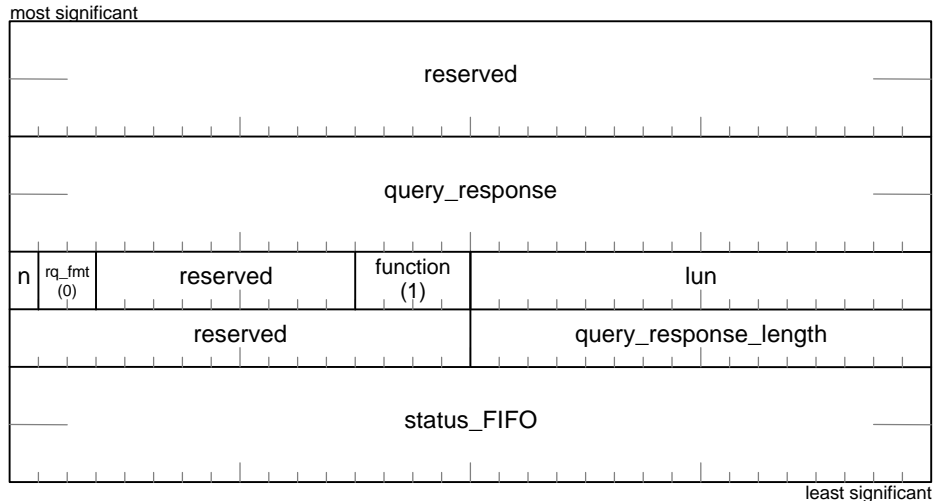 most significant
reserved
query_response
n rq_fmt reserved function lun
(0) (1)
reserved query_response_length
status_FIFO
least significant